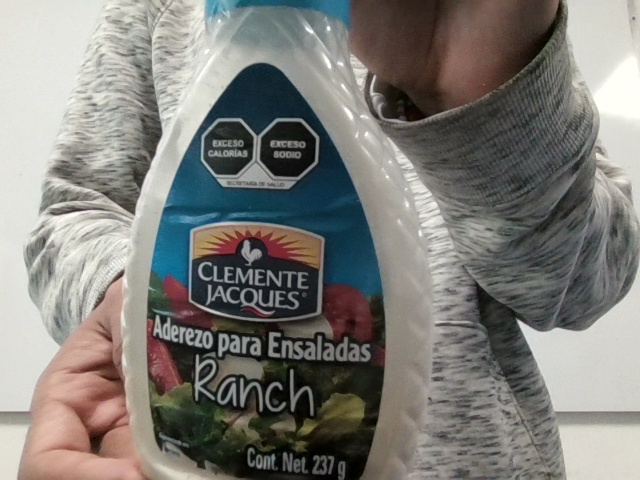 EXCESO
CALORÍAS
EXCESO
SODIO
SECRETARÍA DE SALUD
CLEMENTE
JACQUES®
Aderezo para Ensaladas
Ranch
Cont. Net. 237 g